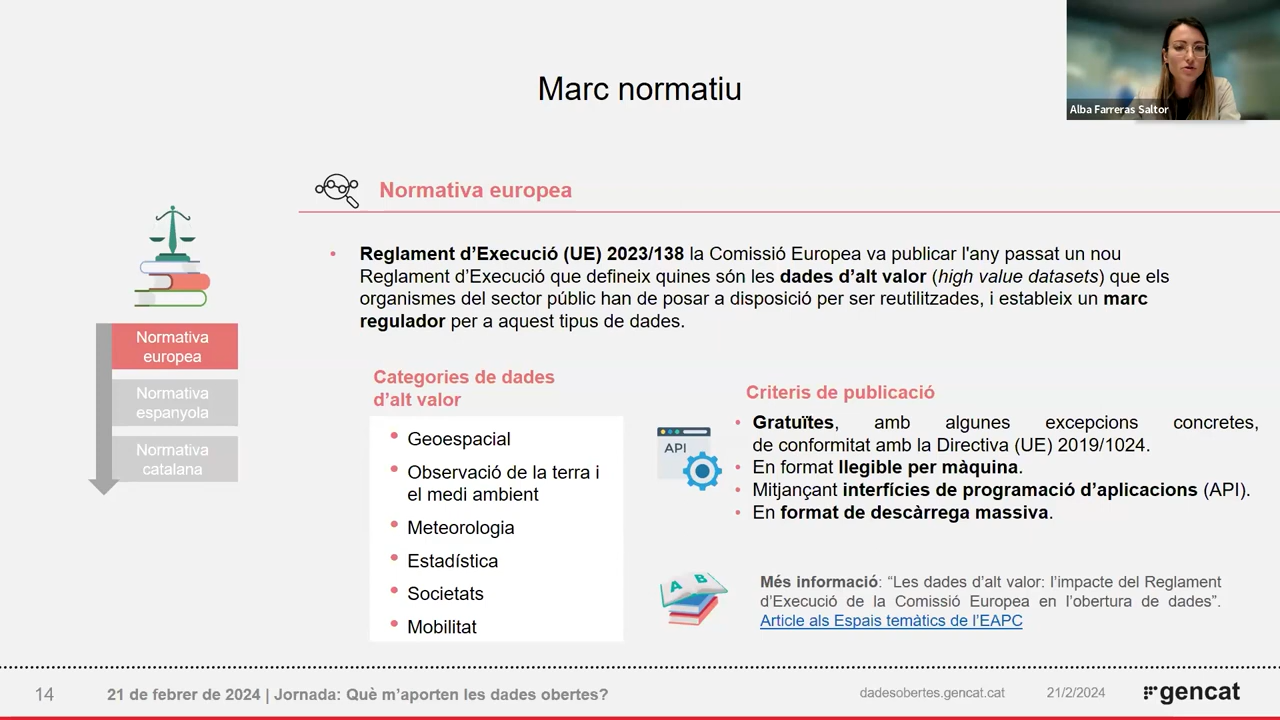 Marc normatiu
Alba Farreras Saltor
Normativa europea
Normativa
europea
Normativa
espanyola
Normativa
catalana
• Reglament d’Execució (UE) 2023/138 la Comissió Europea va publicar l'any passat un nou
Reglament d’Execució que defineix quines són les dades d’alt valor (high value datasets) que els
organismes del sector públic han de posar a disposició per ser reutilitzades, i estableix un marc
regulador per a aquest tipus de dades.
Categories de dades
d’alt valor
• Geoespacial
• Observació de la terra i
el medi ambient
• Meteorologia
• Estadística
• Societats
• Mobilitat
Criteris de publicació
API
• Gratuïtes, amb algunes excepcions concretes,
de conformitat amb la Directiva (UE) 2019/1024.
• En format llegible per màquina.
• Mitjançant interfícies de programació d’aplicacions (API).
• En format de descàrrega massiva.
A B
Més informació: “Les dades d’alt valor: l’impacte del Reglament
d’Execució de la Comissió Europea en l’obertura de dades”.
Article als Espais temàtics de l’EAPC
14
21 de febrer de 2024 | Jornada: Què m’aporten les dades obertes?
dadesobertes.gencat.cat
21/2/2024
gencat